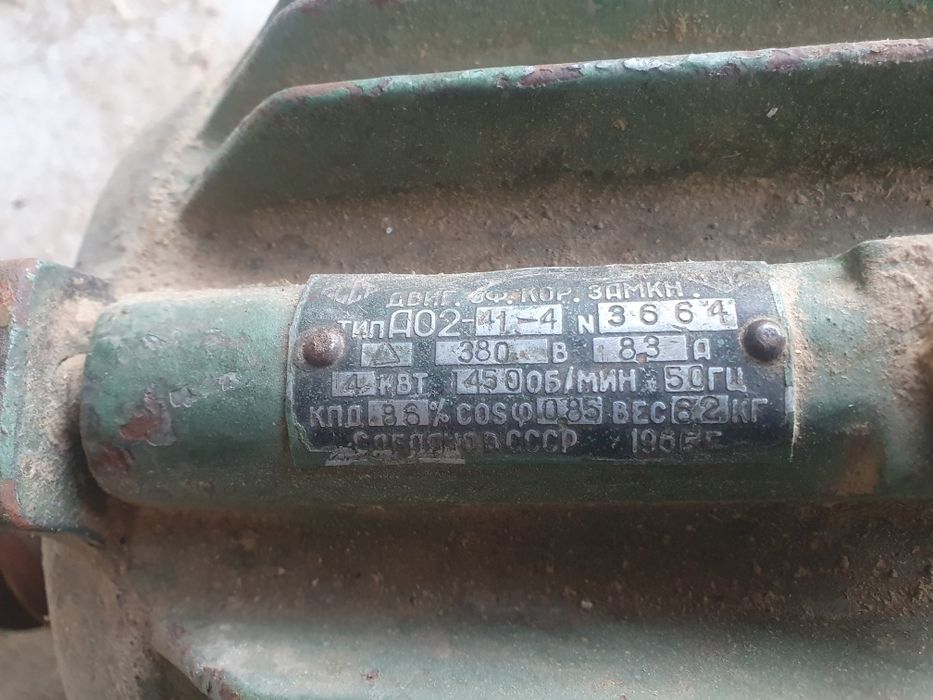 ДВИГ. 3Ф. КОР. ЗАМКН.
ТИП АО2-41-4 N 3664
△ 380 В 8.3 А
4 КВТ 1450 ОБ/МИН 50 ГЦ
КПД 86 % COSφ 0.85 ВЕС 62 КГ
СДЕЛАНО В СССР